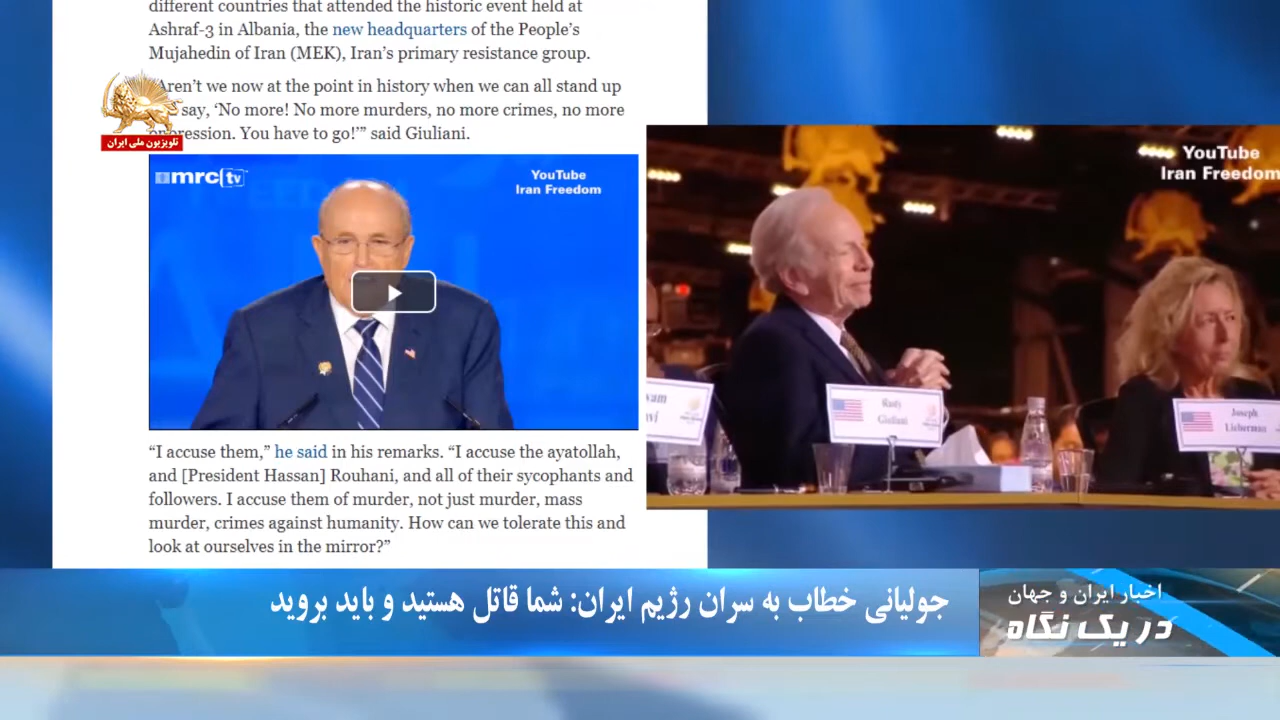 different countries that attended the historic event held at
Ashraf-3 in Albania, the new headquarters of the People's
Mujahedin of Iran (MEK), Iran's primary resistance group.
Aren't we now at the point in history when we can all stand up
say, 'No more! No more murders, no more crimes, no more
oppression. You have to go!'” said Giuliani.
تلویزیون ملی ایران
mrc tv
YouTube
Iran Freedom
“I accuse them,” he said in his remarks. “I accuse the ayatollah,
and [President Hassan] Rouhani, and all of their sycophants and
followers. I accuse them of murder, not just murder, mass
murder, crimes against humanity. How can we tolerate this and
look at ourselves in the mirror?”
YouTube
Iran Freedom
Rudy
Giuliani
Joseph
Lieberman
جولیانی خطاب به سران رژیم ایران: شما قاتل هستید و باید بروید
اخبار ایران و جهان
در یک نگاه